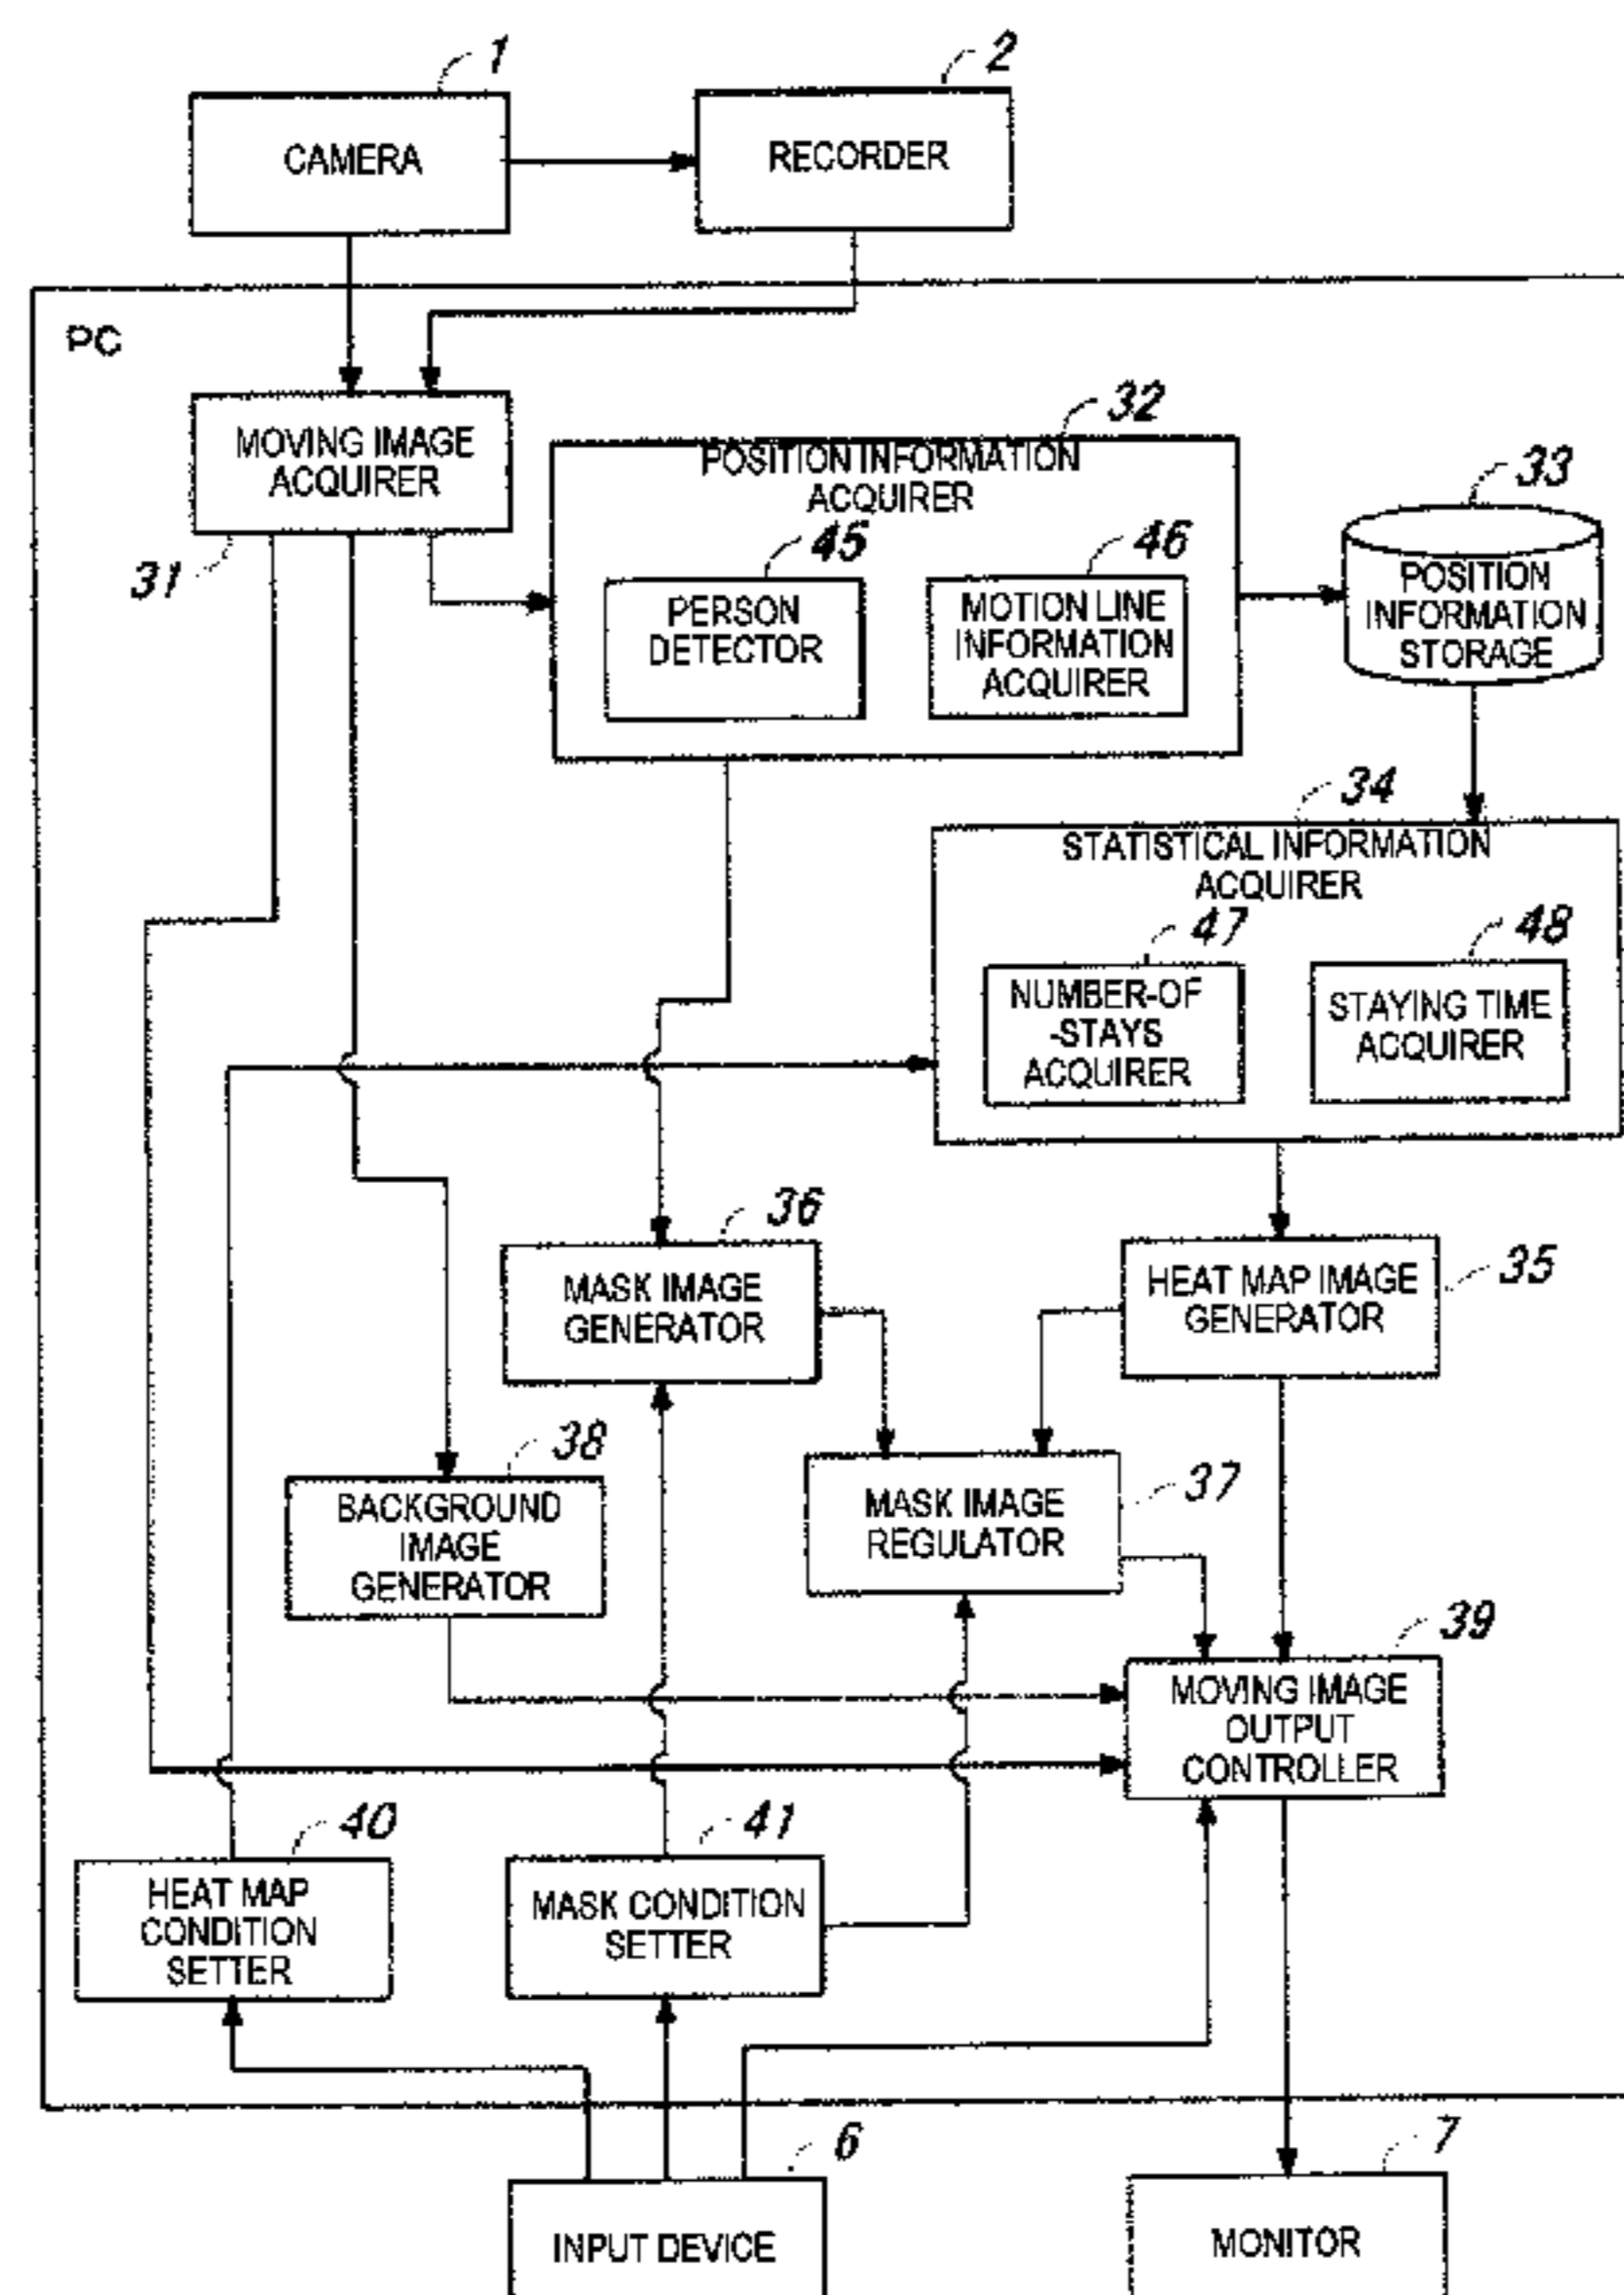 1
2
CAMERA
RECORDER
PC
MOVING IMAGE
ACQUIRER
31
32
POSITION INFORMATION
ACQUIRER
45
PERSON
DETECTOR
46
MOTION LINE
INFORMATION
ACQUIRER
33
POSITION
INFORMATION
STORAGE
34
STATISTICAL INFORMATION
ACQUIRER
47
NUMBER-OF
-STAYS
ACQUIRER
48
STAYING TIME
ACQUIRER
36
MASK IMAGE
GENERATOR
35
HEAT MAP IMAGE
GENERATOR
38
BACKGROUND
IMAGE
GENERATOR
37
MASK IMAGE
REGULATOR
39
MOVING IMAGE
OUTPUT
CONTROLLER
40
HEAT MAP
CONDITION
SETTER
41
MASK CONDITION
SETTER
6
INPUT DEVICE
7
MONITOR